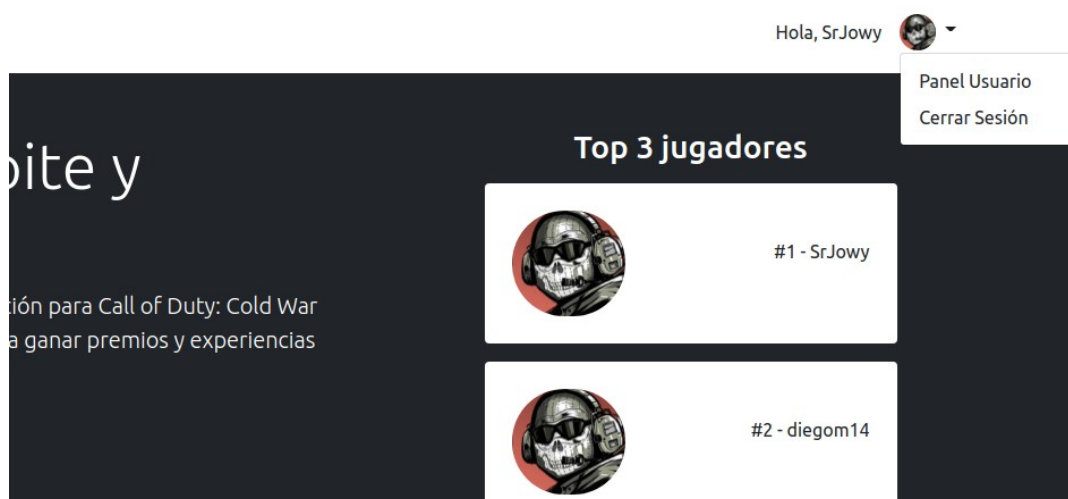 Hola, SrJowy
Panel Usuario
Cerrar Sesión
y
para Call of Duty: Cold War
ganar premios y experiencias
Top 3 jugadores
#1 - SrJowy
#2 - diegom14